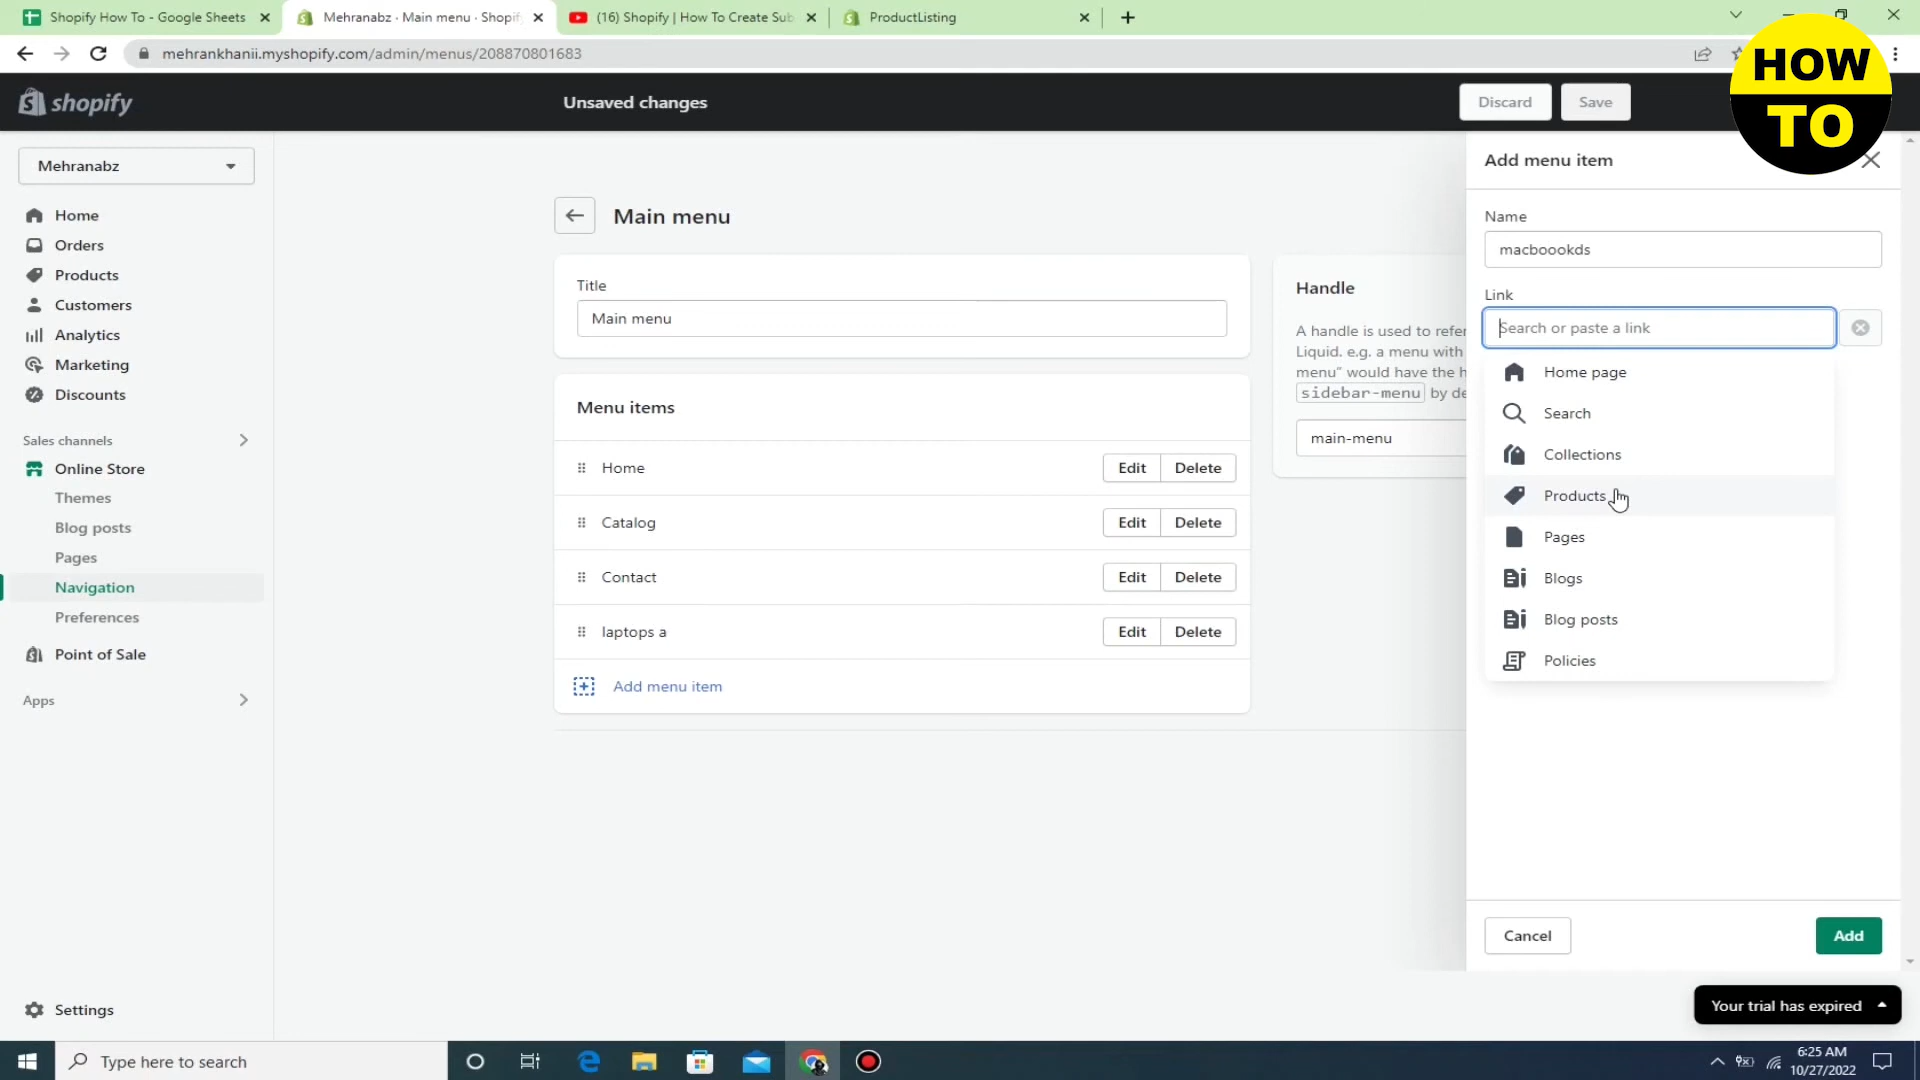 Shopify How To - Google Sheets
Mehranabz · Main menu · Shopif
(16) Shopify | How To Create Sub
ProductListing
mehrankhanii.myshopify.com/admin/menus/208870801683
HOW
TO
shopify
Unsaved changes
Discard
Save
Mehranabz
Home
Orders
Products
Customers
Analytics
Marketing
Discounts
Sales channels
Online Store
Themes
Blog posts
Pages
Navigation
Preferences
Point of Sale
Apps
Settings
Main menu
Title
Main menu
Menu items
Home
Edit
Delete
Catalog
Edit
Delete
Contact
Edit
Delete
laptops a
Edit
Delete
Add menu item
Handle
A handle is used to refer
Liquid. e.g. a menu with
menu" would have the h
sidebar-menu by de
main-menu
Add menu item
Name
macboookds
Link
Search or paste a link
Home page
Search
Collections
Products
Pages
Blogs
Blog posts
Policies
Cancel
Add
Your trial has expired
Type here to search
6:25 AM
10/27/2022